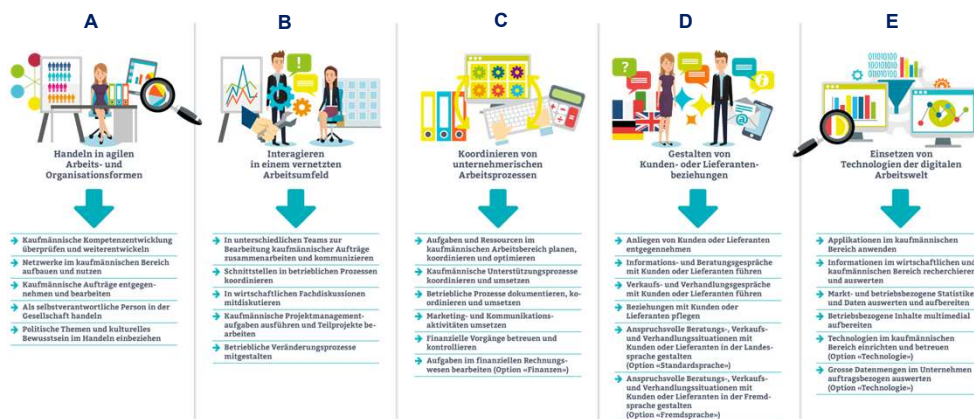 A
B
C
D
E
010101010
100101010
01010101
Handeln in agilen
Arbeits- und
Organisationsformen
Interagieren
in einem vernetzten
Arbeitsumfeld
Koordinieren von
unternehmerischen
Arbeitsprozessen
Gestalten von
Kunden- oder Lieferanten-
beziehungen
Einsetzen von
Technologien der digitalen
Arbeitswelt
Kaufmännische Kompetenzentwicklung
überprüfen und weiterentwickeln
Netzwerke im kaufmännischen Bereich
aufbauen und nutzen
Kaufmännische Aufträge entgegen-
nehmen und bearbeiten
Als selbstverantwortliche Person in der
Gesellschaft handeln
Politische Themen und kulturelles
Bewusstsein im Handeln einbeziehen
In unterschiedlichen Teams zur
Bearbeitung kaufmännischer Aufträge
zusammenarbeiten und kommunizieren
Schnittstellen in betrieblichen Prozessen
koordinieren
In wirtschaftlichen Fachdiskussionen
mitdiskutieren
Kaufmännische Projektmanagement-
aufgaben ausführen und Teilprojekte be-
arbeiten
Betriebliche Veränderungsprozesse
mitgestalten
Aufgaben und Ressourcen im
kaufmännischen Arbeitsbereich planen,
koordinieren und optimieren
Kaufmännische Unterstützungsprozesse
koordinieren und umsetzen
Betriebliche Prozesse dokumentieren, ko-
ordinieren und umsetzen
Marketing- und Kommunikations-
aktivitäten umsetzen
Finanzielle Vorgänge betreuen und
kontrollieren
Aufgaben im finanziellen Rechnungs-
wesen bearbeiten (Option «Finanzen»)
Anliegen von Kunden oder Lieferanten
entgegennehmen
Informations- und Beratungsgespräche
mit Kunden oder Lieferanten führen
Verkaufs- und Verhandlungsgespräche
mit Kunden oder Lieferanten führen
Beziehungen mit Kunden oder
Lieferanten pflegen
Anspruchsvolle Beratungs-, Verkaufs-
und Verhandlungssituationen mit
Kunden oder Lieferanten in der Landes-
sprache gestalten
(Option «Standardsprache»)
Anspruchsvolle Beratungs-, Verkaufs-
und Verhandlungssituationen mit
Kunden oder Lieferanten in der Fremd-
sprache gestalten
(Option «Fremdsprache»)
Applikationen im kaufmännischen
Bereich anwenden
Informationen im wirtschaftlichen und
kaufmännischen Bereich recherchieren
und auswerten
Markt- und betriebsbezogene Statistike
und Daten auswerten und aufbereiten
Betriebsbezogene Inhalte multimedial
aufbereiten
Technologien im kaufmännischen
Bereich einrichten und betreuen
(Option «Technologie»)
Grosse Datenmengen im Unternehmen
auftragsbezogen auswerten
(Option «Technologie»)